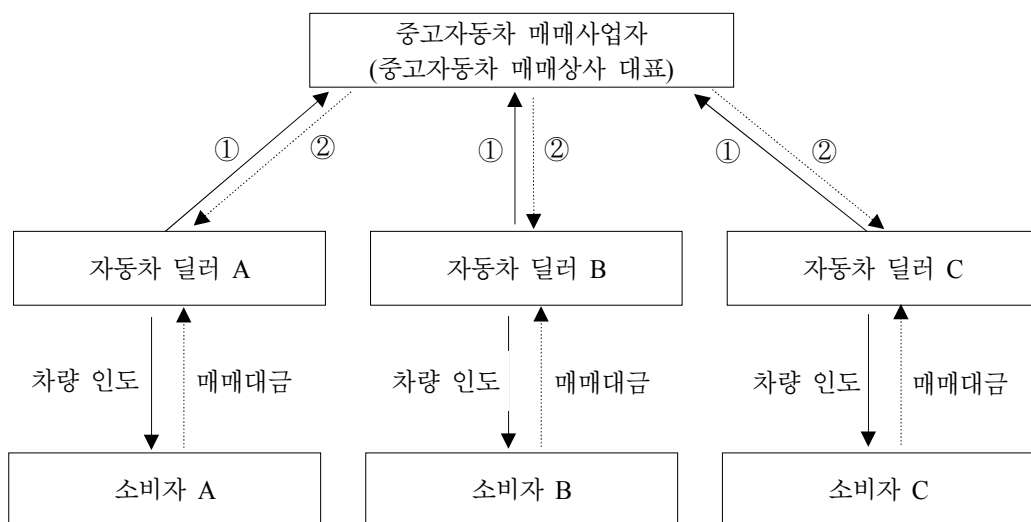 중고자동차 매매사업자
(중고자동차 매매상사 대표)
① ② ① ② ① ②
자동차 딜러 A 자동차 딜러 B 자동차 딜러 C
차량 인도 매매대금 차량 인도 매매대금 차량 인도 매매대금
소비자 A 소비자 B 소비자 C